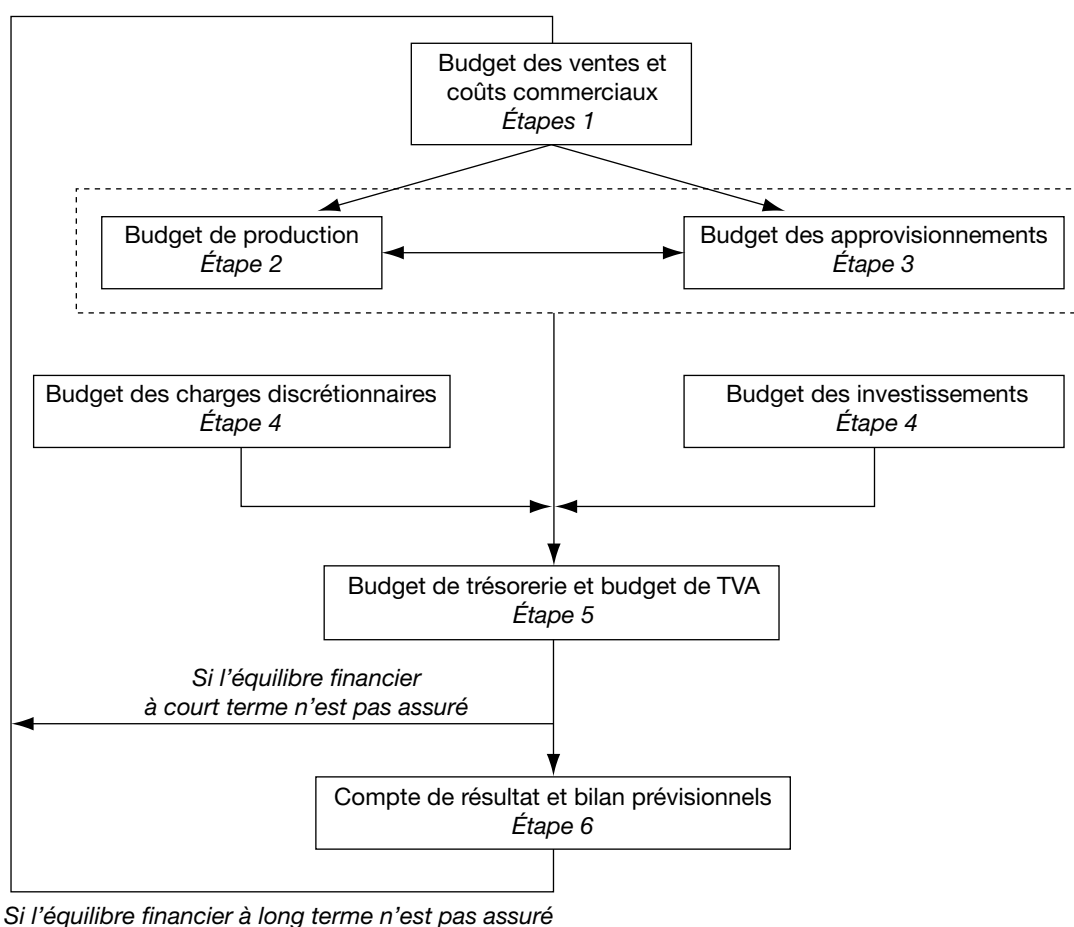 Budget des ventes et
coûts commerciaux
Étapes 1
Budget de production
Étape 2
Budget des approvisionnements
Étape 3
Budget des charges discrétionnaires
Étape 4
Budget des investissements
Étape 4
Budget de trésorerie et budget de TVA
Étape 5
Si l’équilibre financier
à court terme n’est pas assuré
Compte de résultat et bilan prévisionnels
Étape 6
Si l’équilibre financier à long terme n’est pas assuré